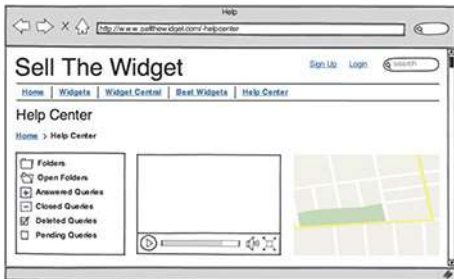 Help
http://www.sellthewidget.com/-helpcenter
Sell The Widget
Sign Up Login search
Home Widgets Widget Central Best Widgets Help Center
Help Center
Home > Help Center
Folders
Open Folders
Answered Queries
Closed Queries
Deleted Queries
Pending Queries